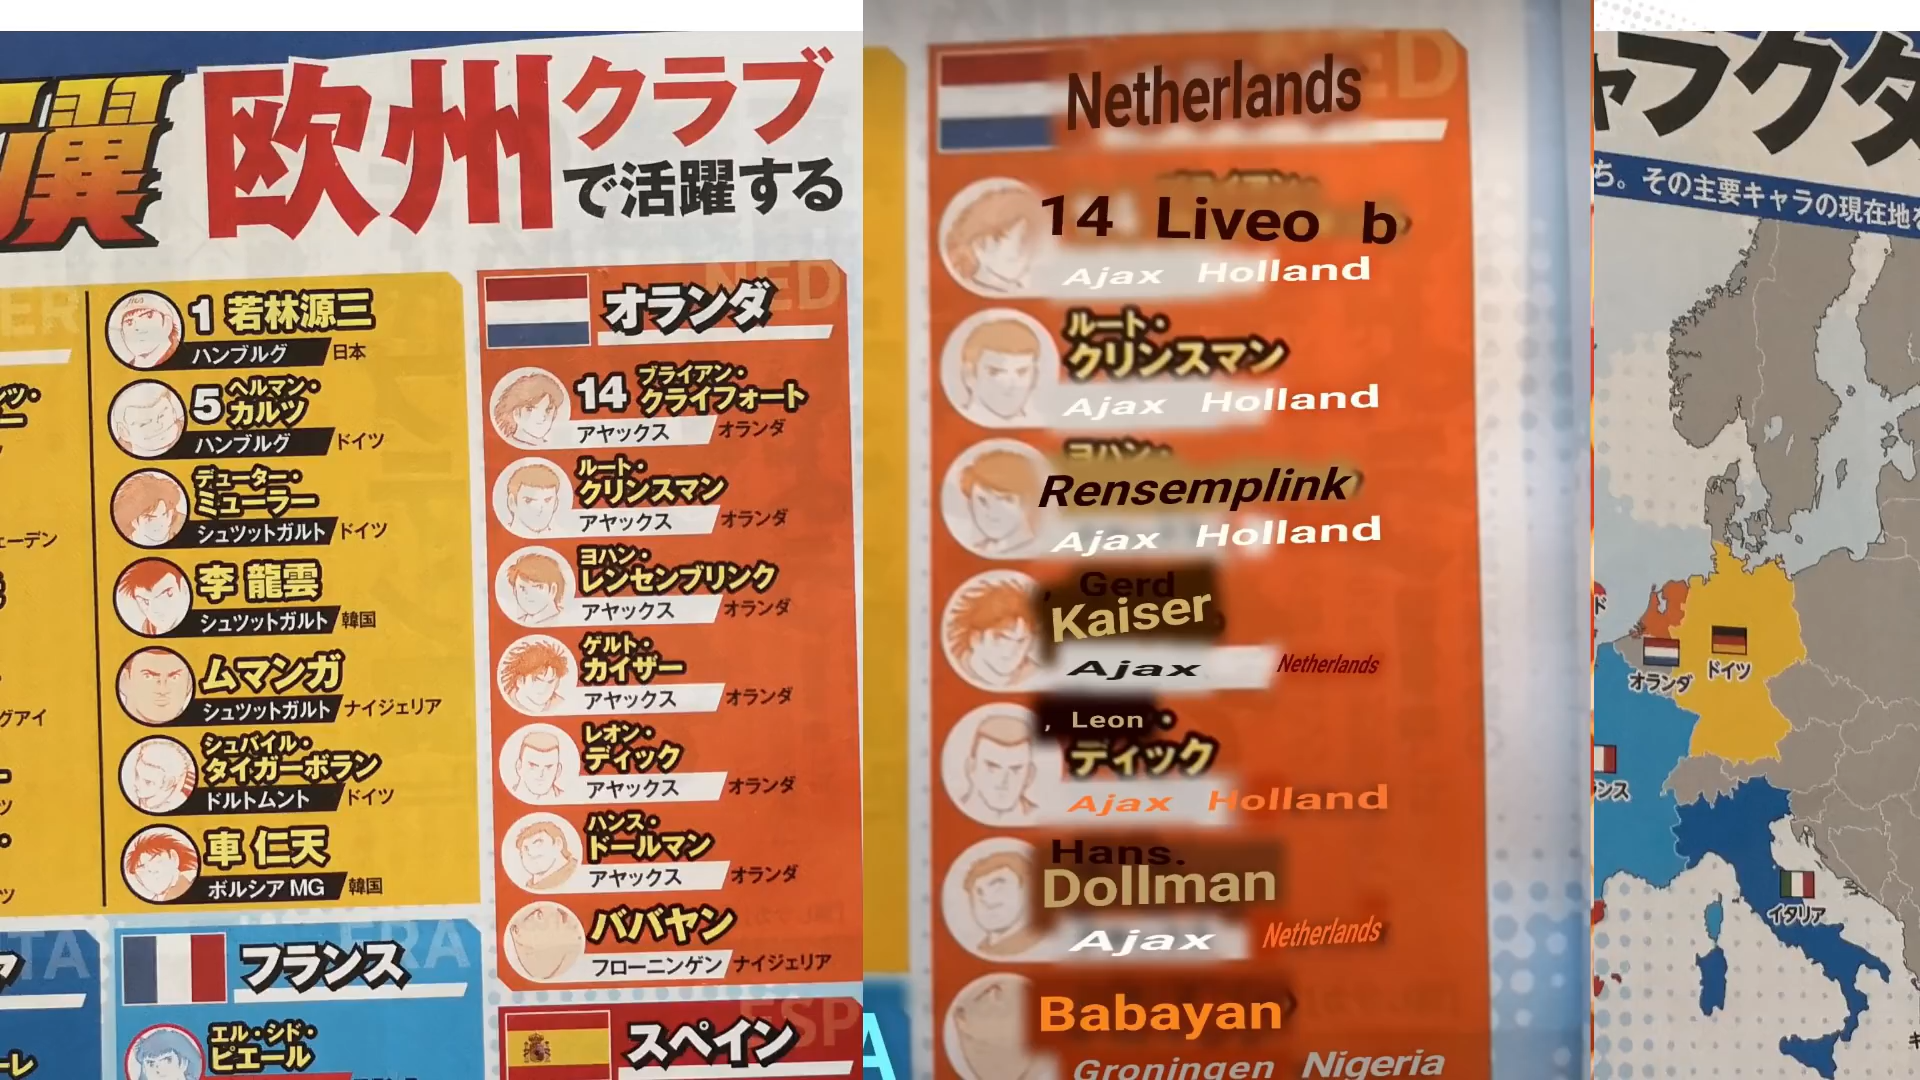 翼 欧州クラブ
で活躍する
1 若林源三
ハンブルグ 日本
5 ヘルマン・
カルツ
ハンブルグ ドイツ
デューター・
ミューラー
シュツットガルト ドイツ
李 龍雲
シュツットガルト 韓国
ムマンガ
シュツットガルト ナイジェリア
シュバイル・
タイガーボラン
ドルトムント ドイツ
車 仁天
ボルシアMG 韓国
FRA
フランス
エル・シド・
ピエール
NED
オランダ
14 ブライアン・
クライフォート
アヤックス オランダ
ルート・
クリンスマン
アヤックス オランダ
ヨハン・
レンセンブリンク
アヤックス オランダ
ゲルト・
カイザー
アヤックス オランダ
レオン・
ディック
アヤックス オランダ
ハンス・
ドールマン
アヤックス オランダ
ババヤン
フローニンゲン ナイジェリア
ESP
スペイン
Netherlands
14 Liveo b
Ajax Holland
ルート・
クリンスマン
Ajax Holland
ヨハン・
Rensemplink
Ajax Holland
, Gerd
Kaiser
Ajax Netherlands
, Leon ・
ディック
Ajax Holland
Hans.
Dollman
Ajax Netherlands
Babayan
Groningen Nigeria
ャラクタ
ち。その主要キャラの現在地
オランダ
ドイツ
イタリア